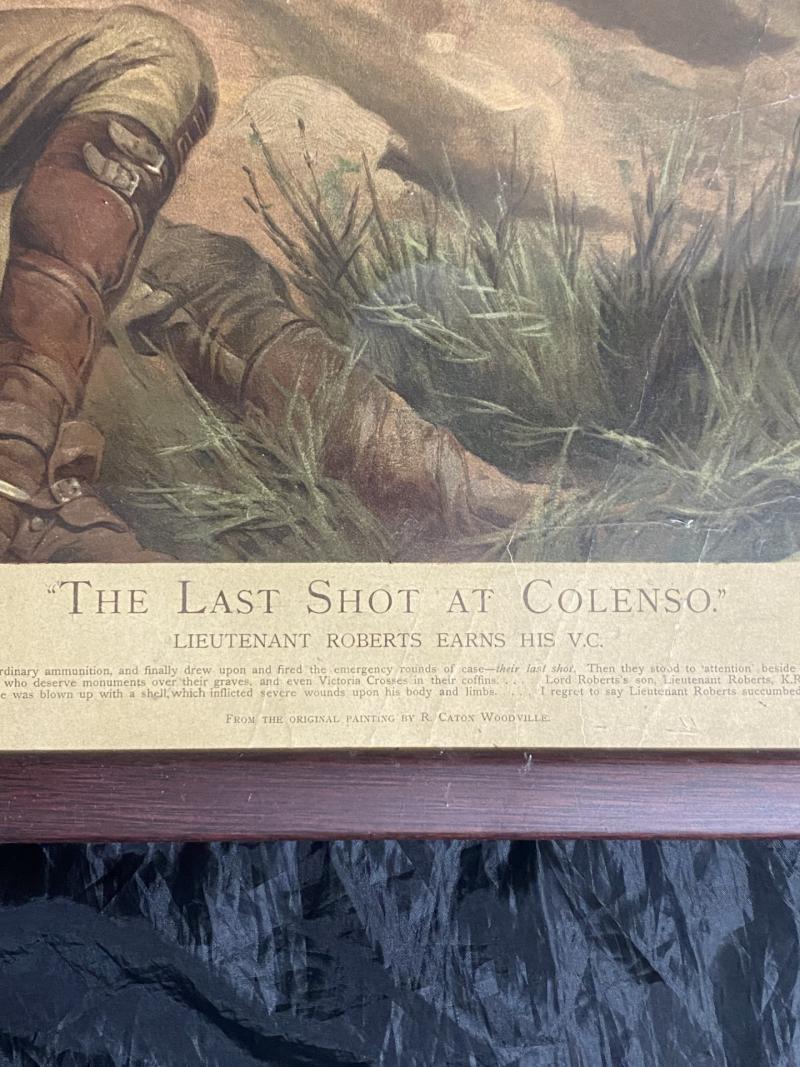 "THE LAST SHOT AT COLENSO."
LIEUTENANT ROBERTS EARNS HIS V.C.
rdinary ammunition, and finally drew upon and fired the emergency rounds of case—their last shot. Then they stood to 'attention' beside
who deserve monuments over their graves, and even Victoria Crosses in their coffins. . . . Lord Roberts's son, Lieutenant Roberts, K.R
e was blown up with a shell, which inflicted severe wounds upon his body and limbs. . . . . I regret to say Lieutenant Roberts succumbed
FROM THE ORIGINAL PAINTING BY R. CATON WOODVILLE.